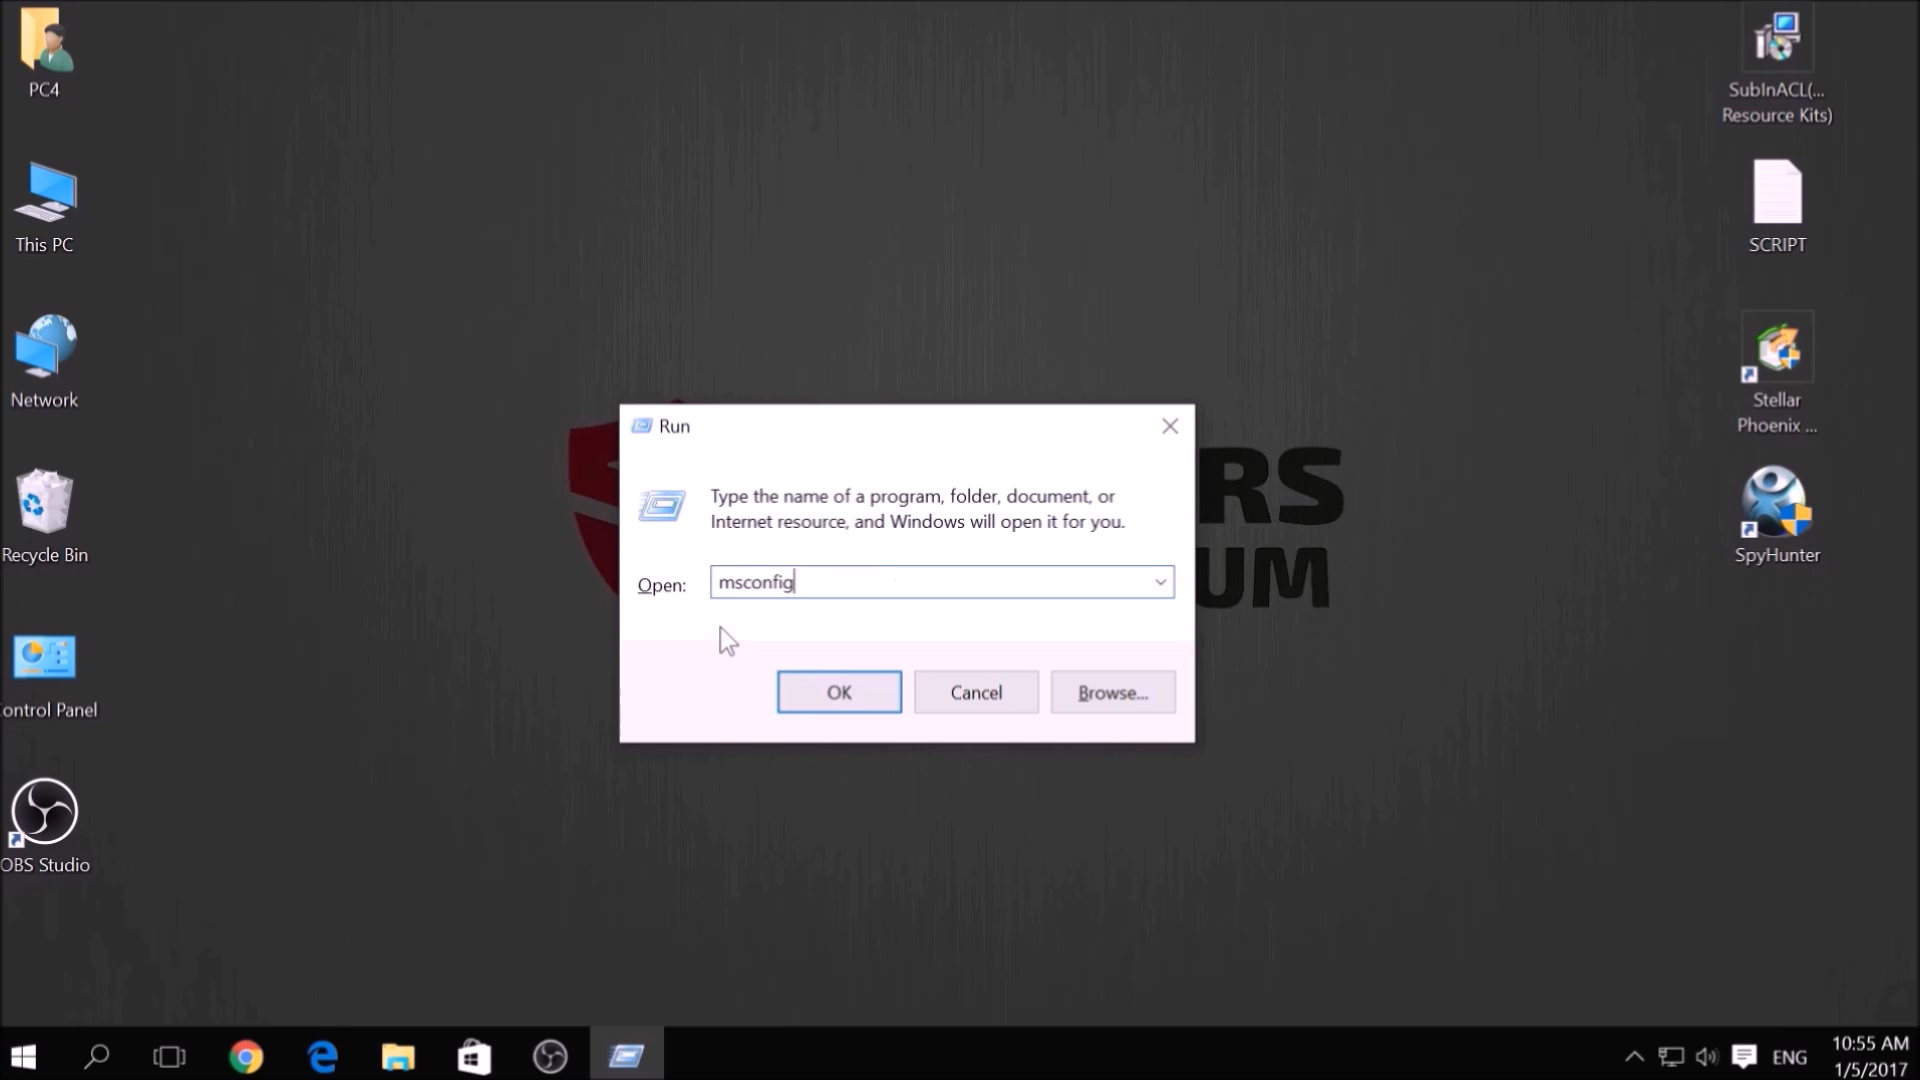 PC4
This PC
Network
Recycle Bin
ontrol Panel
OBS Studio
SubInACL(...
Resource Kits)
SCRIPT
Stellar
Phoenix ...
SpyHunter
Run
Type the name of a program, folder, document, or
Internet resource, and Windows will open it for you.
Open:
msconfig
OK
Cancel
Browse...
RS
UM
ENG
10:55 AM
1/5/2017